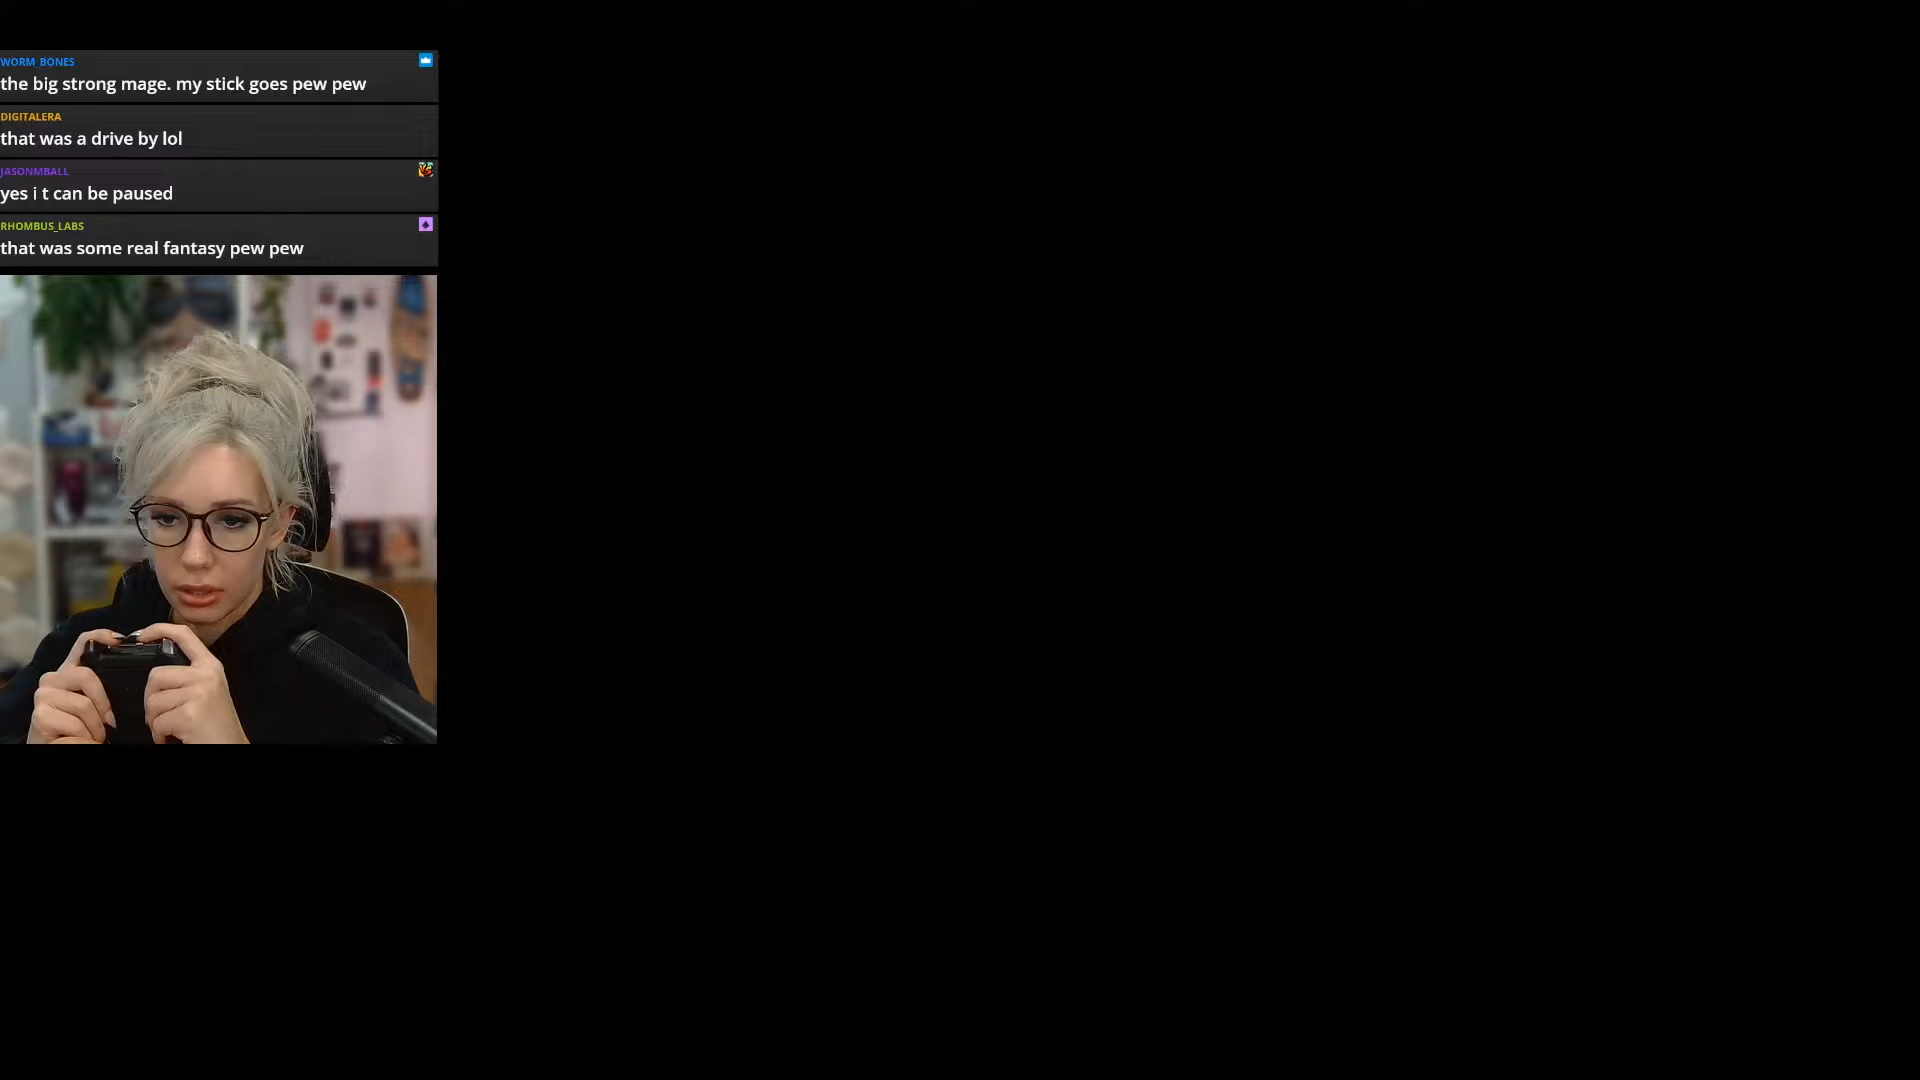 WORM_BONES
the big strong mage. my stick goes pew pew
DIGITALERA
that was a drive by lol
JASONMBALL
yes i t can be paused
RHOMBUS_LABS
that was some real fantasy pew pew